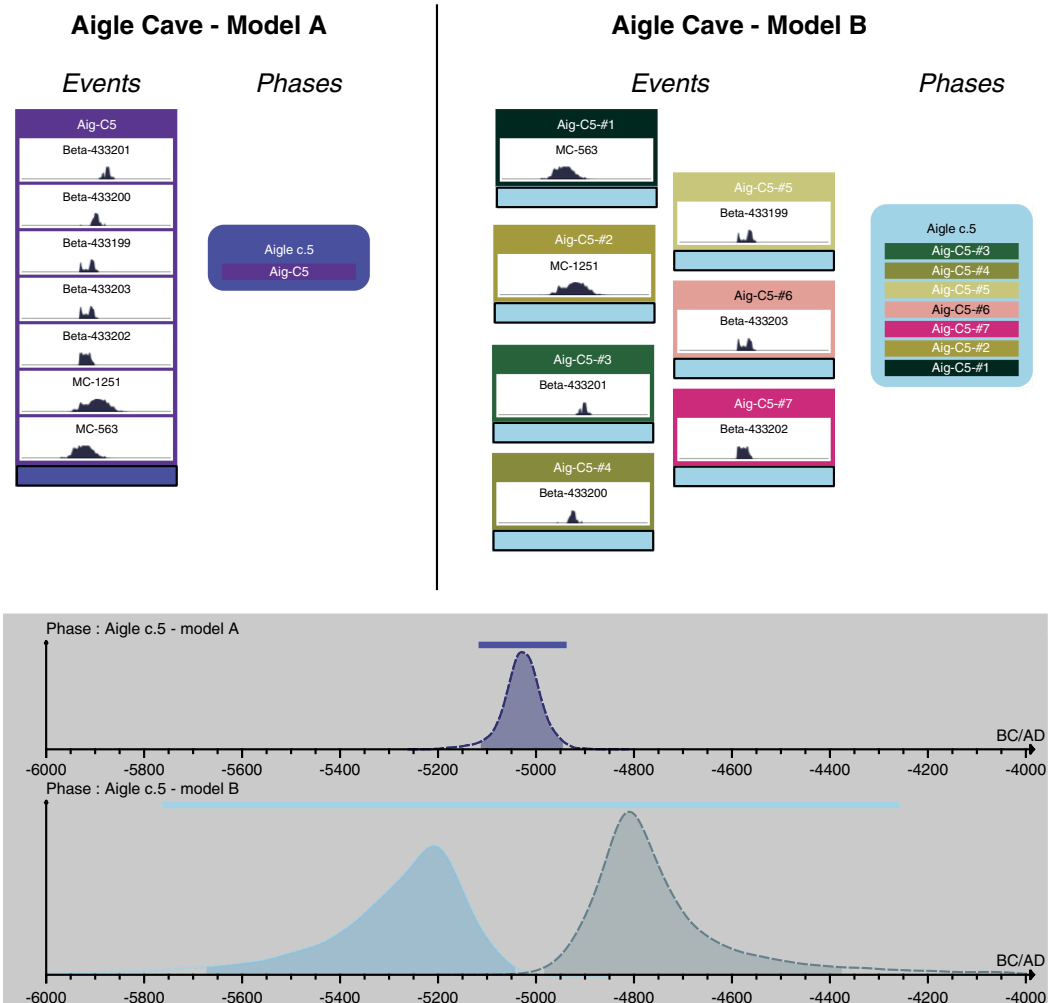 Aigle Cave - Model A
Events
Phases
Aig-C5
Beta-433201
Beta-433200
Beta-433199
Beta-433203
Beta-433202
MC-1251
MC-563
Aigle c.5
Aig-C5
Aigle Cave - Model B
Events
Phases
Aig-C5-#1
MC-563
Aig-C5-#2
MC-1251
Aig-C5-#3
Beta-433201
Aig-C5-#4
Beta-433200
Aig-C5-#5
Beta-433199
Aig-C5-#6
Beta-433203
Aig-C5-#7
Beta-433202
Aigle c.5
Aig-C5-#3
Aig-C5-#4
Aig-C5-#5
Aig-C5-#6
Aig-C5-#7
Aig-C5-#2
Aig-C5-#1
Phase : Aigle c.5 - model A
BC/AD
-6000 -5800 -5600 -5400 -5200 -5000 -4800 -4600 -4400 -4200 -4000
Phase : Aigle c.5 - model B
BC/AD
-6000 -5800 -5600 -5400 -5200 -5000 -4800 -4600 -4400 -4200 -4000